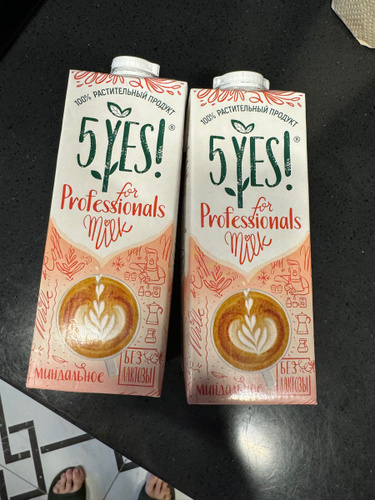 100% РАСТИТЕЛЬНЫЙ ПРОДУКТ
5 YES!®
for
Professionals
Milk
миндальное
БЕЗ
ЛАКТОЗЫ
100% РАСТИТЕЛЬНЫЙ ПРОДУКТ
5 YES!®
for
Professionals
Milk
миндальное
БЕЗ
ЛАКТОЗЫ